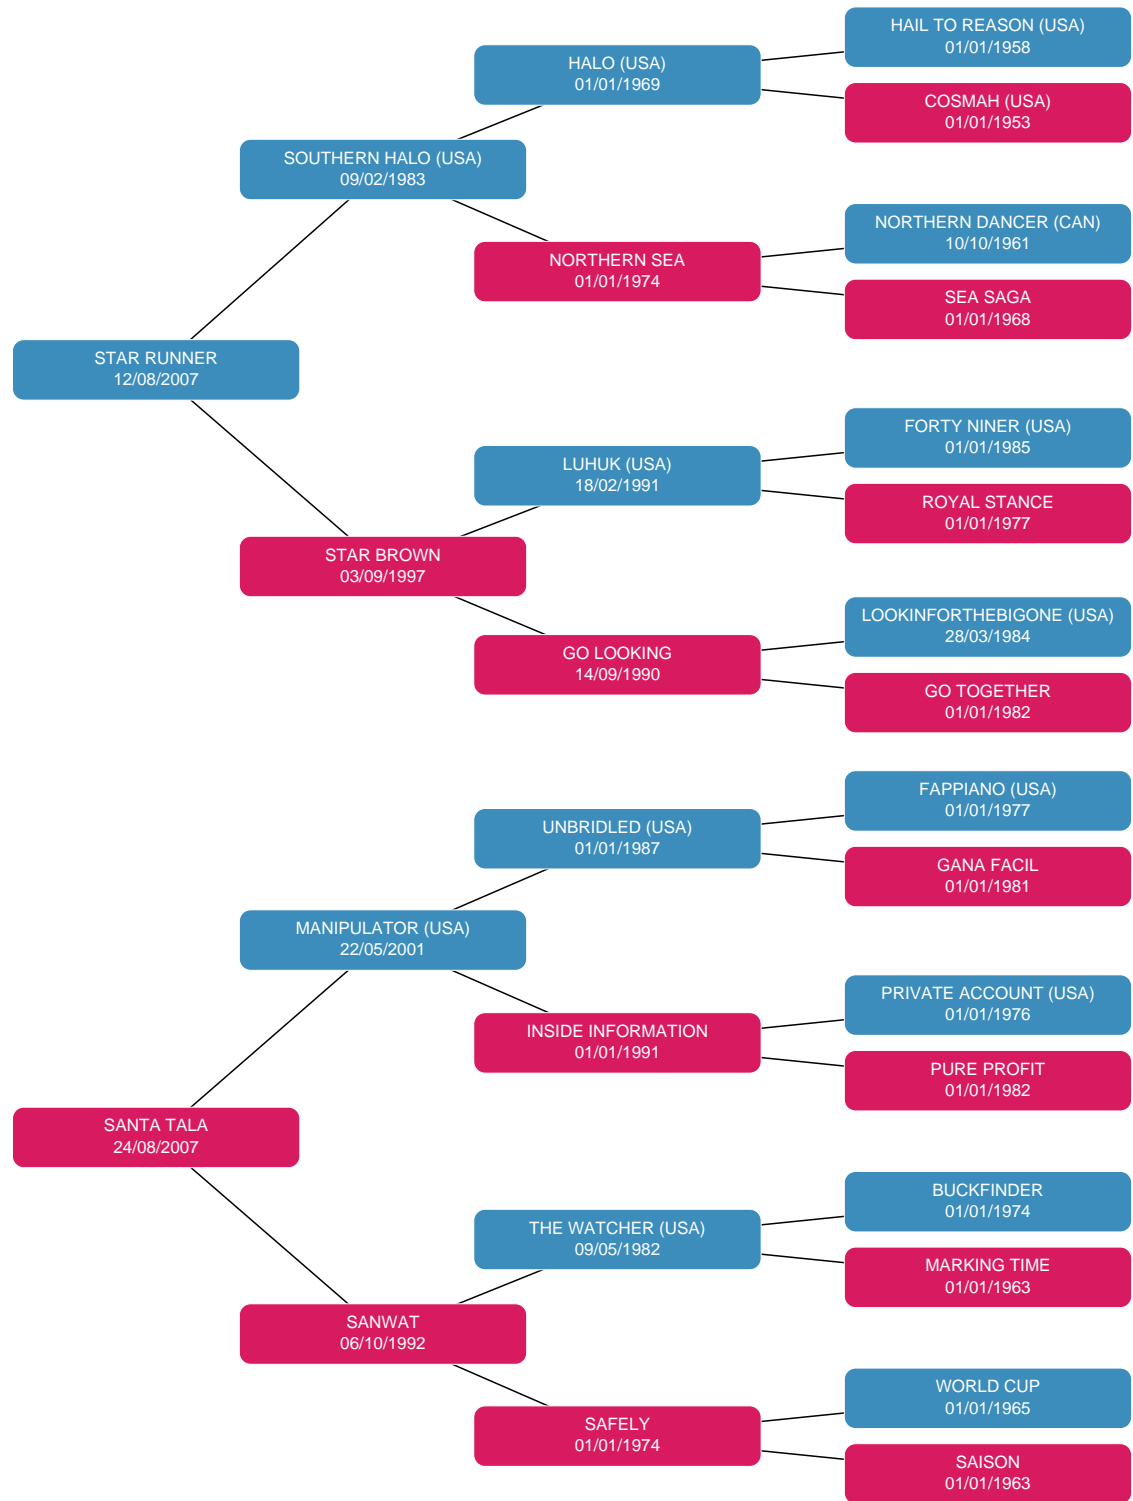 HAIL TO REASON (USA)
01/01/1958
HALO (USA)
01/01/1969
COSMAH (USA)
01/01/1953
SOUTHERN HALO (USA)
09/02/1983
NORTHERN DANCER (CAN)
10/10/1961
NORTHERN SEA
01/01/1974
SEA SAGA
01/01/1968
STAR RUNNER
12/08/2007
FORTY NINER (USA)
01/01/1985
LUHUK (USA)
18/02/1991
ROYAL STANCE
01/01/1977
STAR BROWN
03/09/1997
LOOKINFORTHEBIGONE (USA)
28/03/1984
GO LOOKING
14/09/1990
GO TOGETHER
01/01/1982
FAPPIANO (USA)
01/01/1977
UNBRIDLED (USA)
01/01/1987
GANA FACIL
01/01/1981
MANIPULATOR (USA)
22/05/2001
PRIVATE ACCOUNT (USA)
01/01/1976
INSIDE INFORMATION
01/01/1991
PURE PROFIT
01/01/1982
SANTA TALA
24/08/2007
BUCKFINDER
01/01/1974
THE WATCHER (USA)
09/05/1982
MARKING TIME
01/01/1963
SANWAT
06/10/1992
WORLD CUP
01/01/1965
SAFELY
01/01/1974
SAISON
01/01/1963